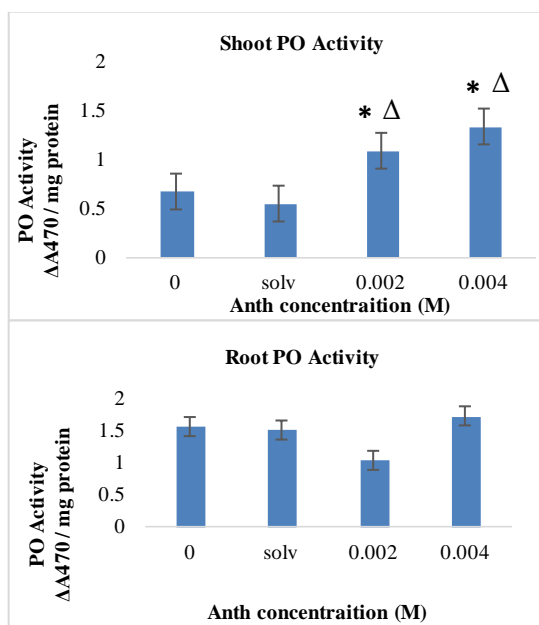 Shoot PO Activity
PO Activity
ΔA470 / mg protein
2
1.5
1
0.5
0
* Δ
* Δ
0 solv 0.002 0.004
Anth concentraition (M)
Root PO Activity
PO Activity
ΔA470 / mg protein
2
1.5
1
0.5
0
0 solv 0.002 0.004
Anth concentraition (M)